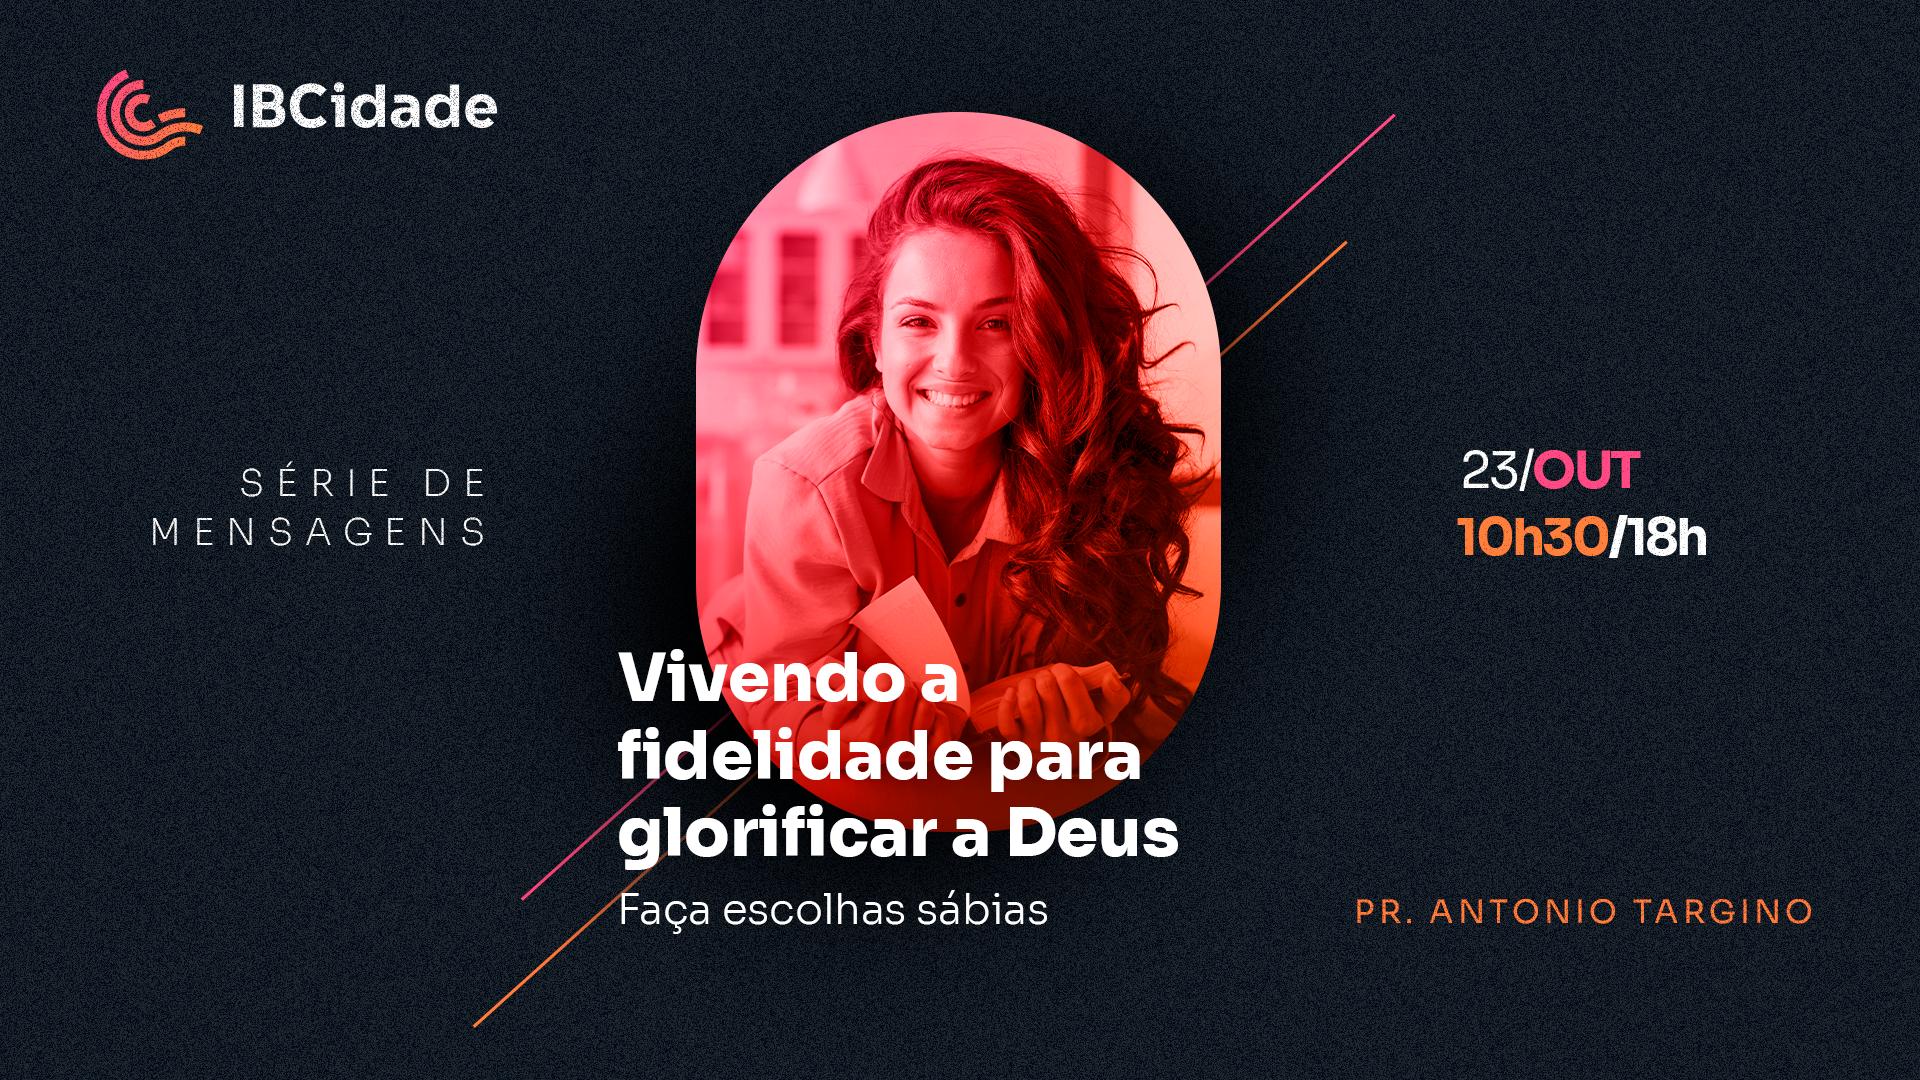 IBCidade
SÉRIE DE
MENSAGENS
23/OUT
10h30/18h
Vivendo a
fidelidade para
glorificar a Deus
Faça escolhas sábias
PR. ANTONIO TARGINO